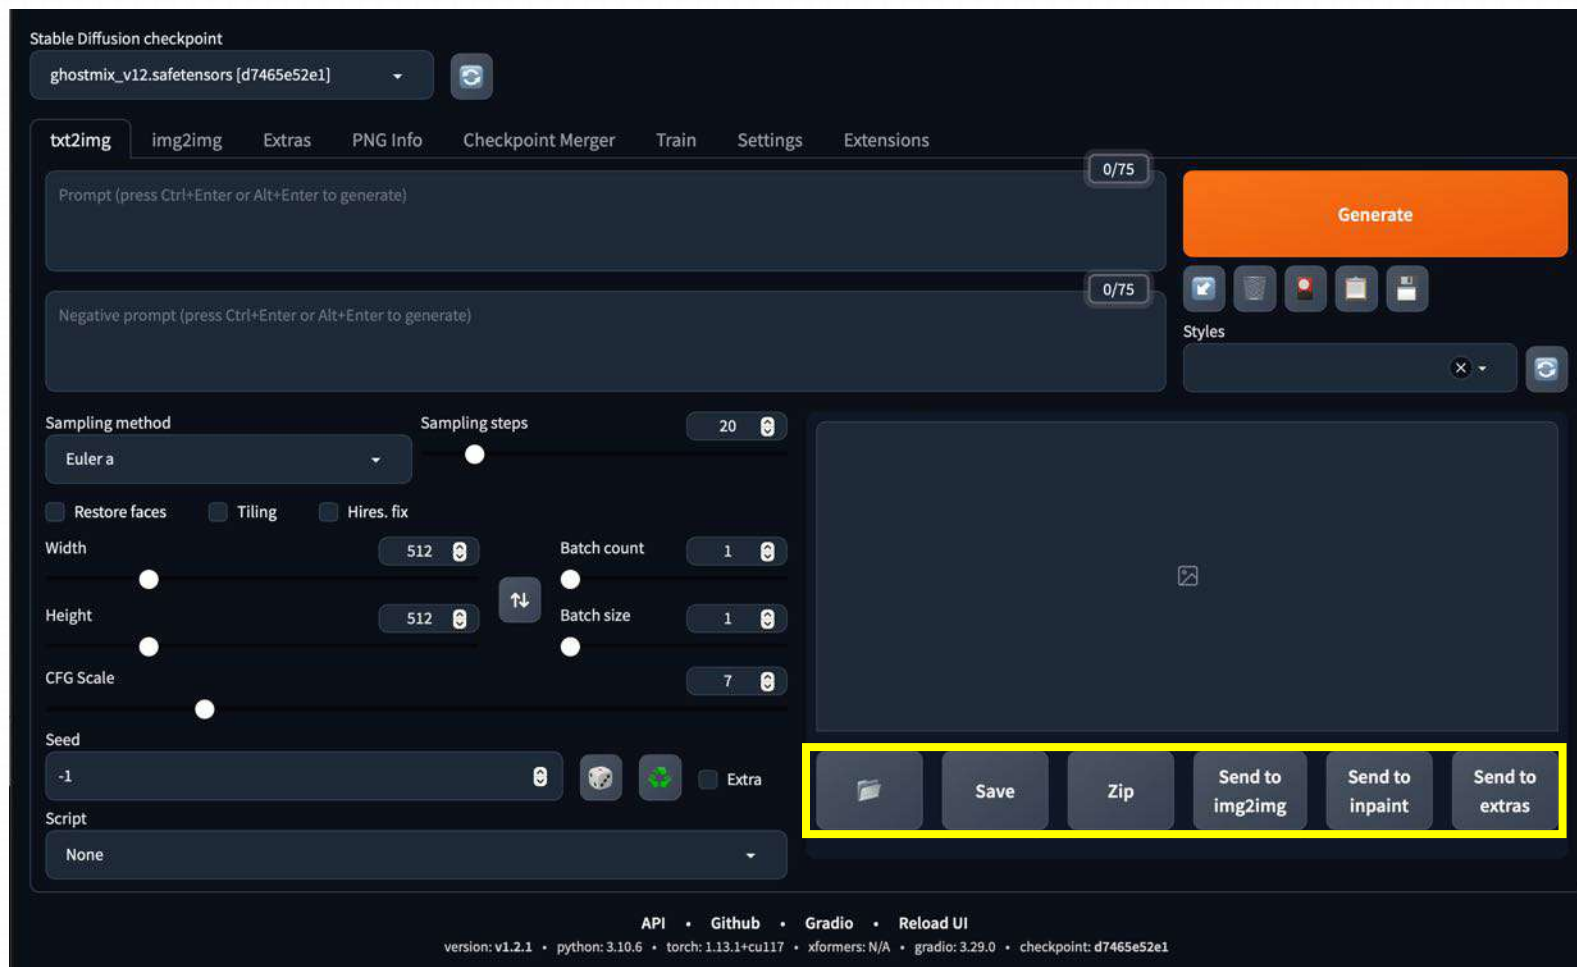 Stable Diffusion checkpoint
ghostmix_v12.safetensors [d7465e52e1]
txt2img img2img Extras PNG Info Checkpoint Merger Train Settings Extensions
0/75
Prompt (press Ctrl+Enter or Alt+Enter to generate)
Generate
0/75
Negative prompt (press Ctrl+Enter or Alt+Enter to generate)
Styles
Sampling method
Euler a
Sampling steps 20
Restore faces Tiling Hires. fix
Width 512
Batch count 1
Height 512
Batch size 1
CFG Scale 7
Seed
-1
Extra
Script
None
Save
Zip
Send to
img2img
Send to
inpaint
Send to
extras
API • Github • Gradio • Reload UI
version: v1.2.1 • python: 3.10.6 • torch: 1.13.1+cu117 • xformers: N/A • gradio: 3.29.0 • checkpoint: d7465e52e1